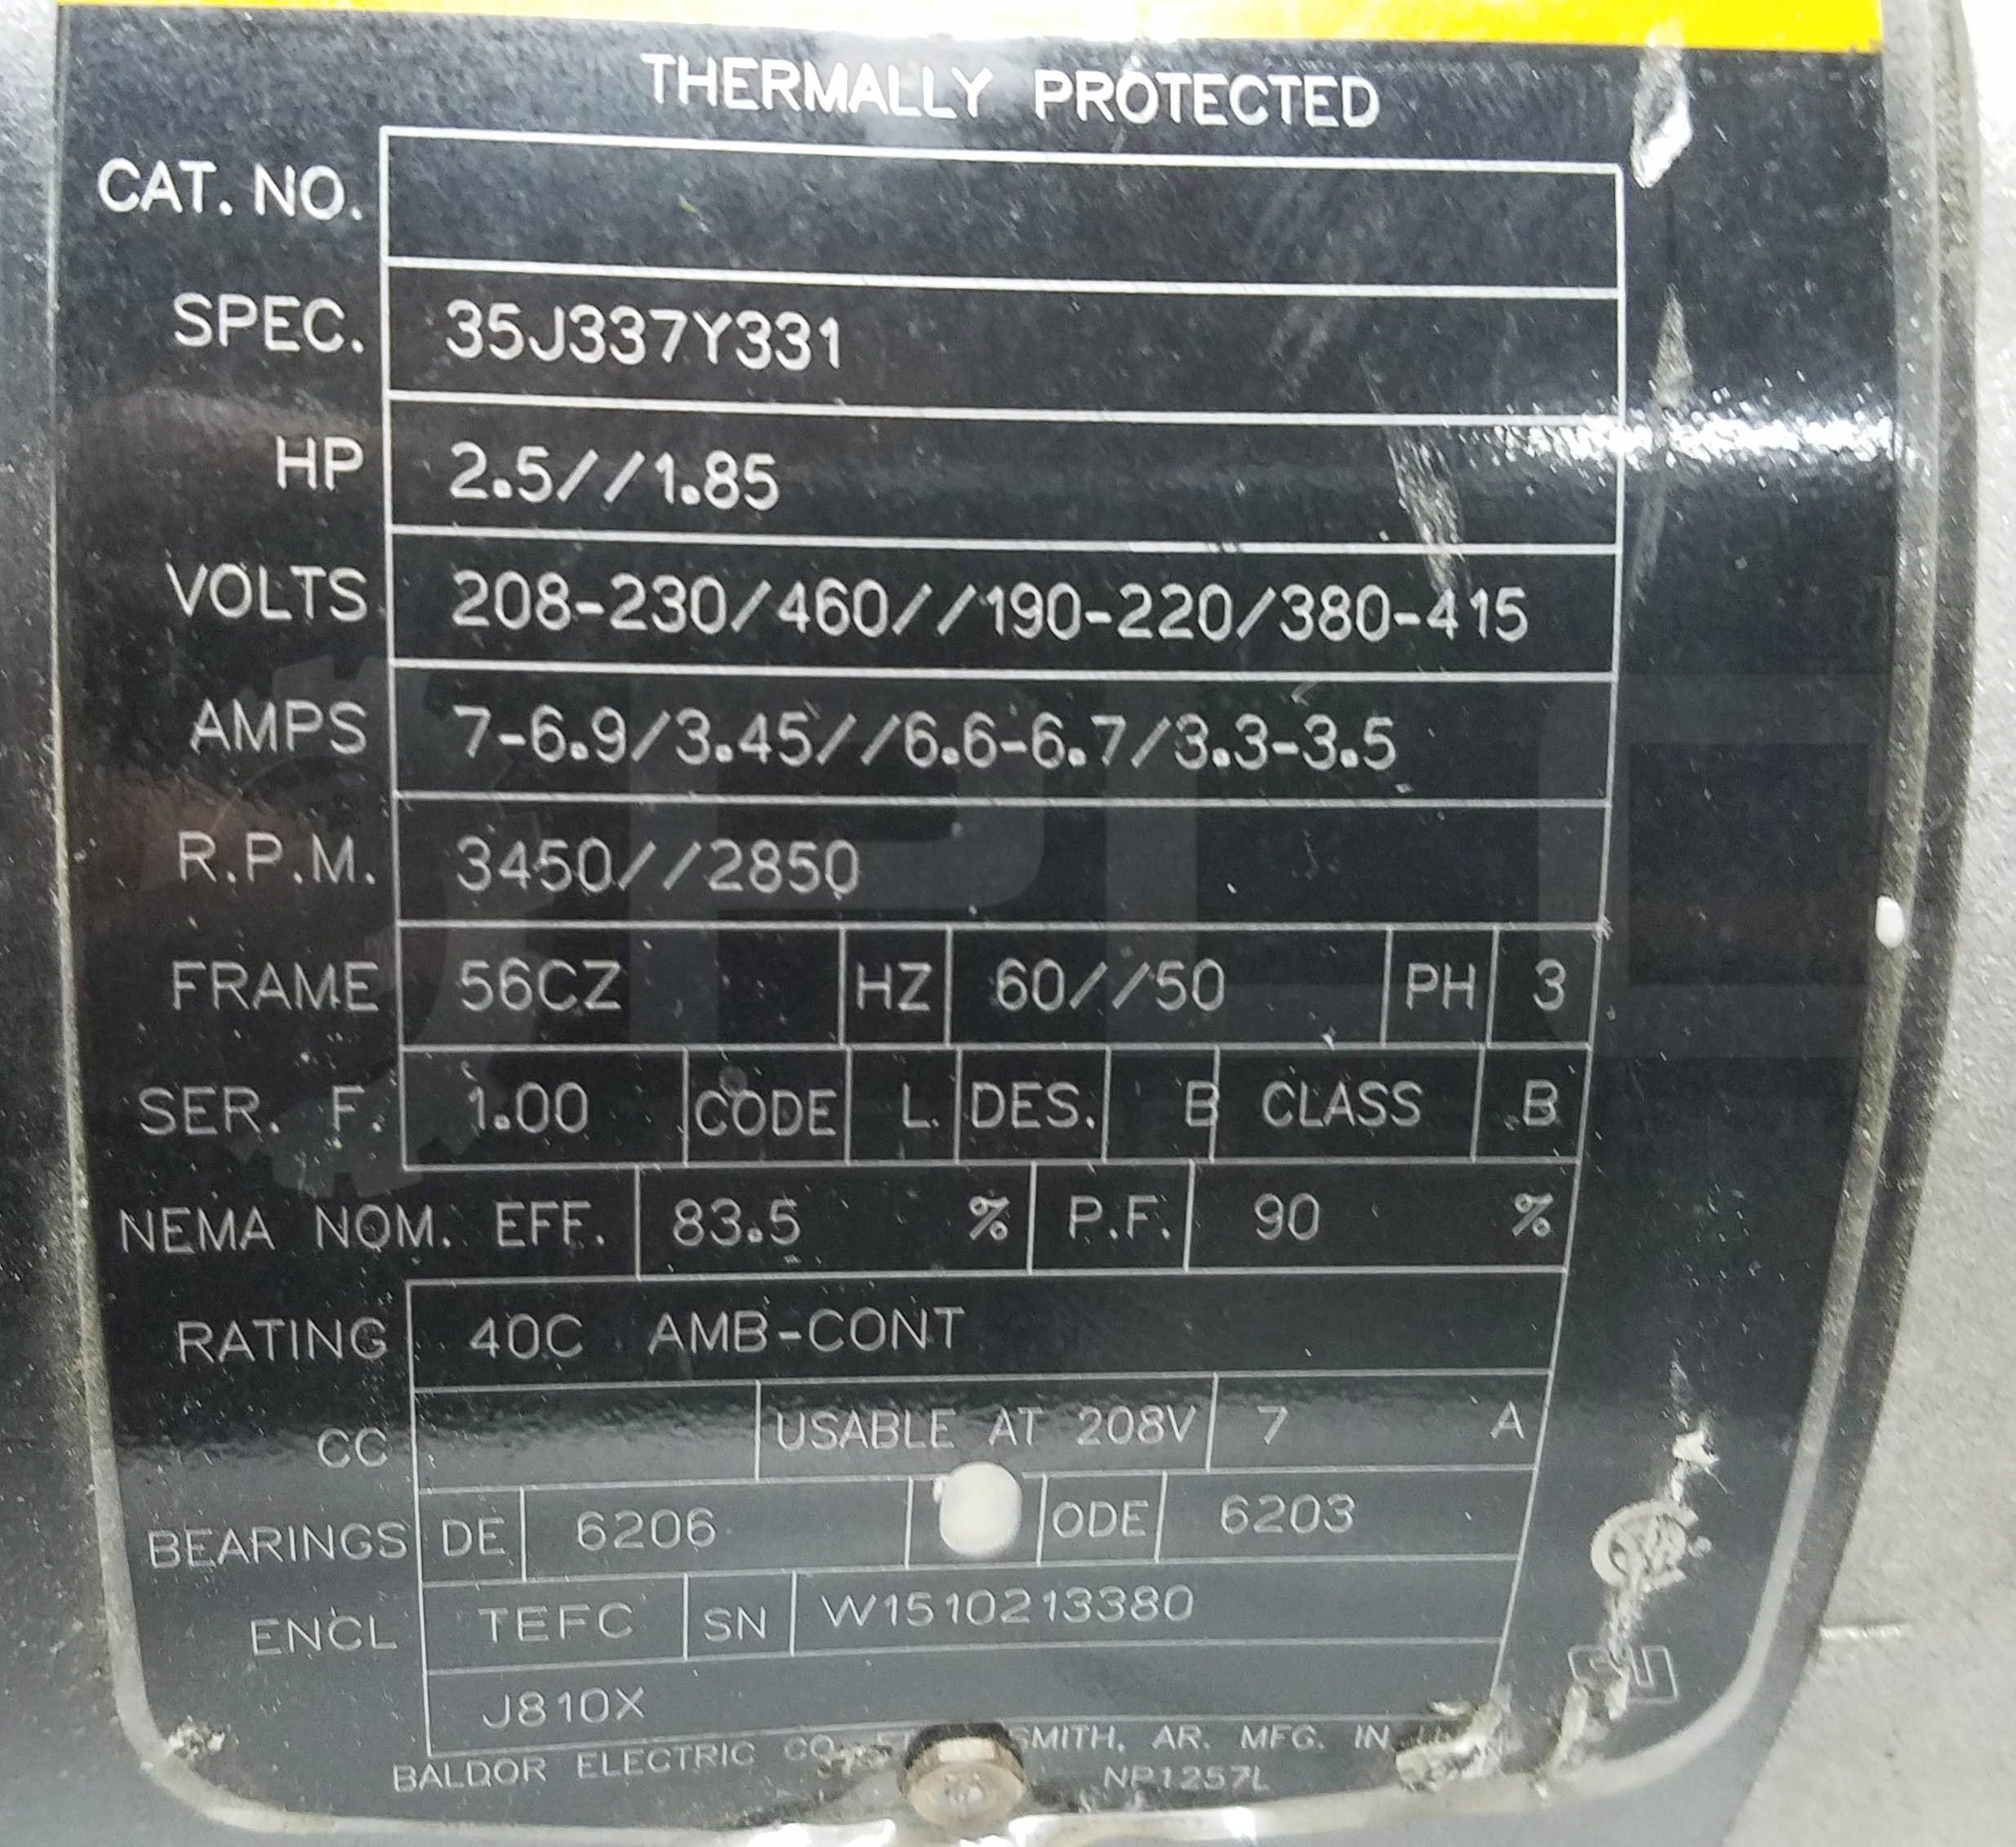 THERMALLY PROTECTED
CAT. NO.
SPEC. 35J337Y331
HP 2.5//1.85
VOLTS 208-230/460//190-220/380-415
AMPS 7-6.9/3.45//6.6-6.7/3.3-3.5
R.P.M. 3450//2850
FRAME 56CZ HZ 60//50 PH 3
SER. F. 1.00 CODE L DES. B CLASS B
NEMA NOM. EFF. 83.5 % P.F. 90 %
RATING 40C AMB-CONT
CC USABLE AT 208V 7 A
BEARINGS DE 6206 ODE 6203
ENCL TEFC SN W1510213380
J810X
BALDOR ELECTRIC CO. SMITH, AR. MFG. IN
NP1257L